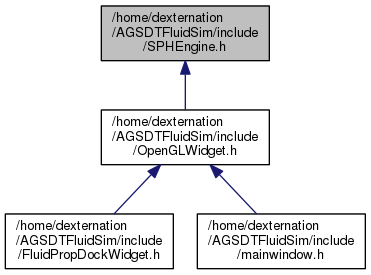 /home/dexternation
/AGSDTFluidSim/include
/SPHEngine.h
/home/dexternation
/AGSDTFluidSim/include
/OpenGLWidget.h
/home/dexternation
/AGSDTFluidSim/include
/FluidPropDockWidget.h
/home/dexternation
/AGSDTFluidSim/include
/mainwindow.h